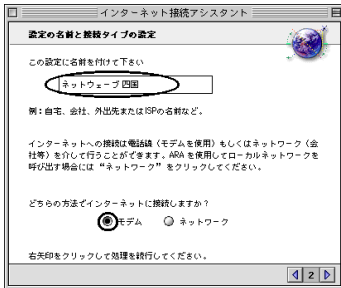 インターネット接続アシスタント
設定の名前と接続タイプの設定
この設定に名前を付けて下さい
ネットウェーブ四国
例：自宅、会社、外出先またはISPの名前など。
インターネットへの接続は電話線（モデムを使用）もしくはネットワーク（会
社等）を介して行うことができます。ARAを使用してローカルネットワークを
呼び出す場合には“ネットワーク”をクリックしてください。
どちらの方法でインターネットに接続しますか？
モデム ネットワーク
右矢印をクリックして処理を続行してください。
2